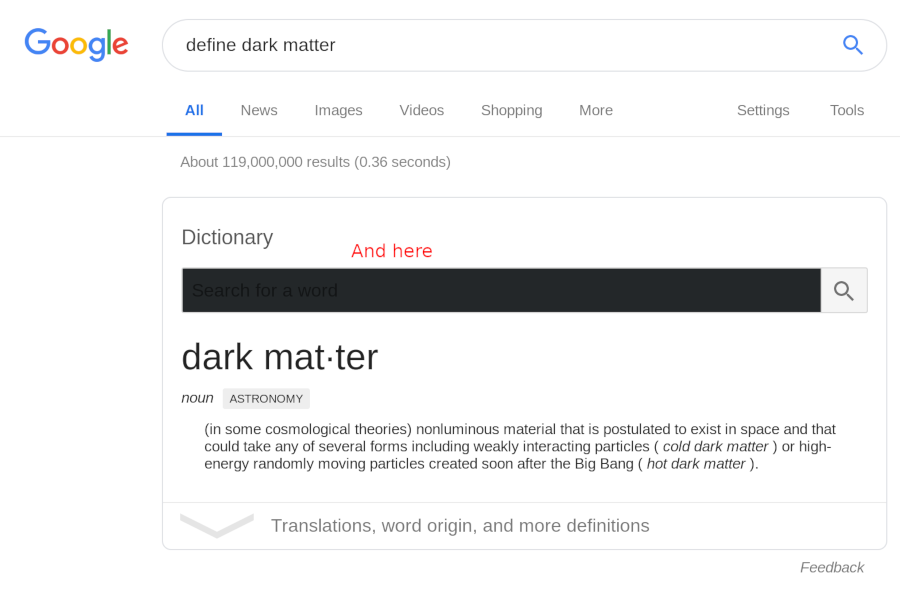 Google
define dark matter
All News Images Videos Shopping More Settings Tools
About 119,000,000 results (0.36 seconds)
Dictionary
And here
Search for a word
dark mat·ter
noun ASTRONOMY
(in some cosmological theories) nonluminous material that is postulated to exist in space and that
could take any of several forms including weakly interacting particles ( cold dark matter ) or high-
energy randomly moving particles created soon after the Big Bang ( hot dark matter ).
Translations, word origin, and more definitions
Feedback